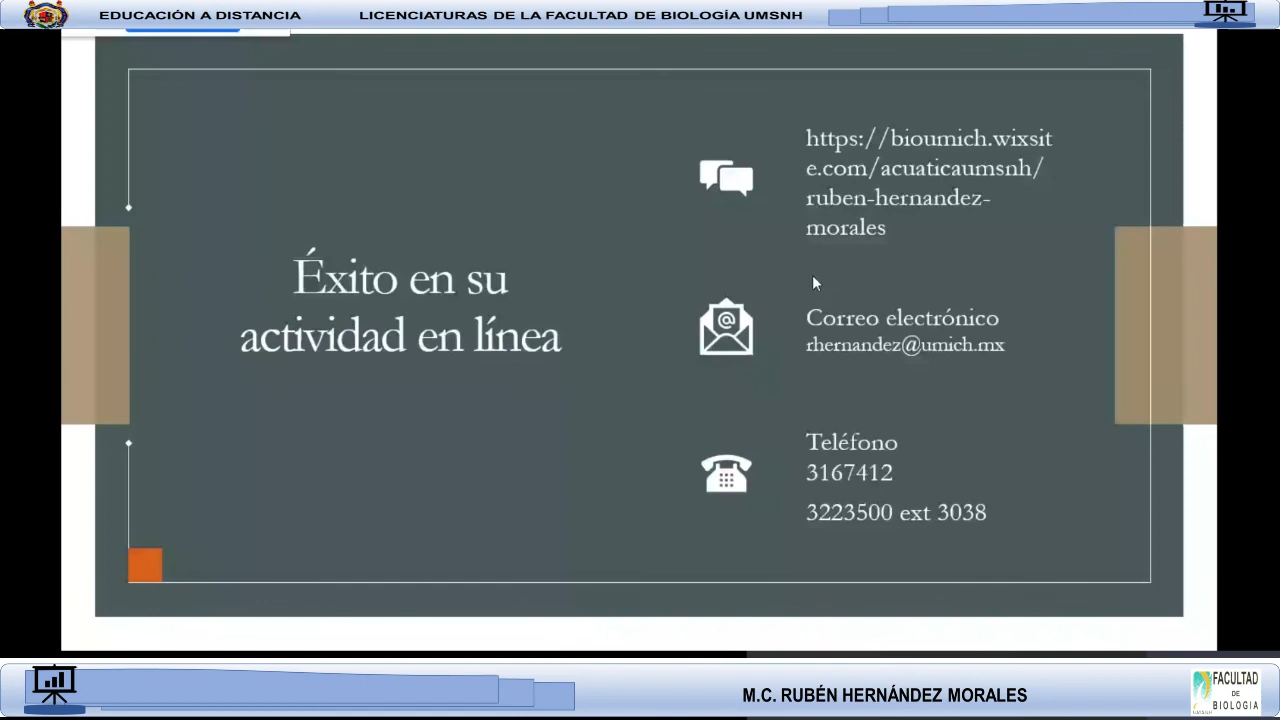 EDUCACIÓN A DISTANCIA
LICENCIATURAS DE LA FACULTAD DE BIOLOGÍA UMSNH
Éxito en su
actividad en línea
https://bioumich.wixsit
e.com/acuaticaumsnh/
ruben-hernandez-
morales
Correo electrónico
rhernandez@umich.mx
Teléfono
3167412
3223500 ext 3038
M.C. RUBÉN HERNÁNDEZ MORALES
FACULTAD
DE
BIOLOGIA